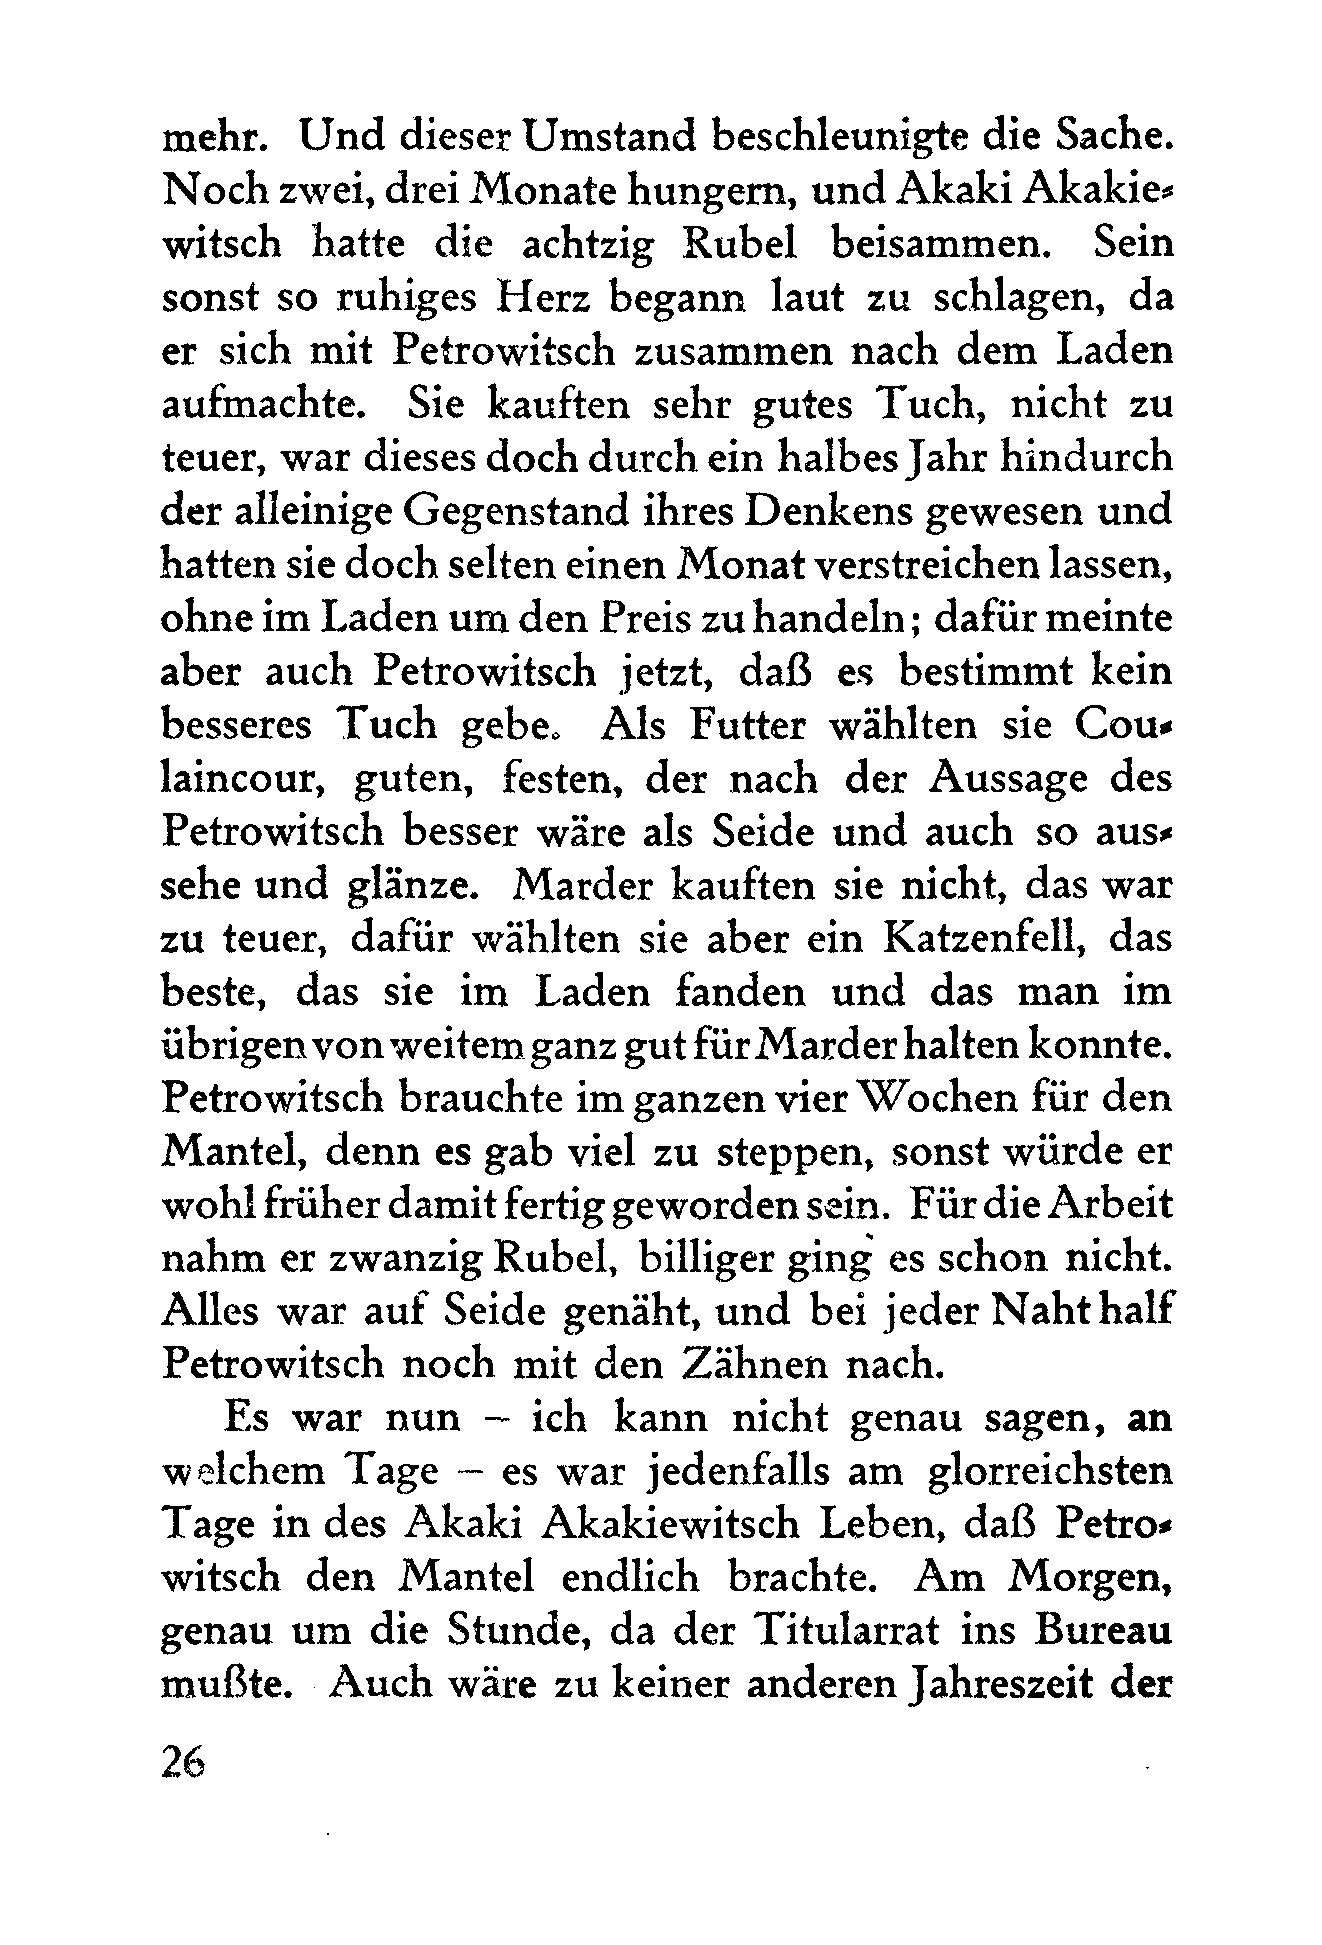 mehr. Und dieser Umstand beschleunigte die Sache.
Noch zwei, drei Monate hungern, und Akaki Akakie-
witsch hatte die achtzig Rubel beisammen. Sein
sonst so ruhiges Herz begann laut zu schlagen, da
er sich mit Petrowitsch zusammen nach dem Laden
aufmachte. Sie kauften sehr gutes Tuch, nicht zu
teuer, war dieses doch durch ein halbes Jahr hindurch
der alleinige Gegenstand ihres Denkens gewesen und
hatten sie doch selten einen Monat verstreichen lassen,
ohne im Laden um den Preis zu handeln; dafür meinte
aber auch Petrowitsch jetzt, daß es bestimmt kein
besseres Tuch gebe. Als Futter wählten sie Cou-
laincour, guten, festen, der nach der Aussage des
Petrowitsch besser wäre als Seide und auch so aus-
sehe und glänze. Marder kauften sie nicht, das war
zu teuer, dafür wählten sie aber ein Katzenfell, das
beste, das sie im Laden fanden und das man im
übrigen von weitem ganz gut für Marder halten konnte.
Petrowitsch brauchte im ganzen vier Wochen für den
Mantel, denn es gab viel zu steppen, sonst würde er
wohl früher damit fertig geworden sein. Für die Arbeit
nahm er zwanzig Rubel, billiger ging es schon nicht.
Alles war auf Seide genäht, und bei jeder Naht half
Petrowitsch noch mit den Zähnen nach.
Es war nun – ich kann nicht genau sagen, an
welchem Tage – es war jedenfalls am glorreichsten
Tage in des Akaki Akakiewitsch Leben, daß Petro-
witsch den Mantel endlich brachte. Am Morgen,
genau um die Stunde, da der Titularrat ins Bureau
mußte. Auch wäre zu keiner anderen Jahreszeit der
26